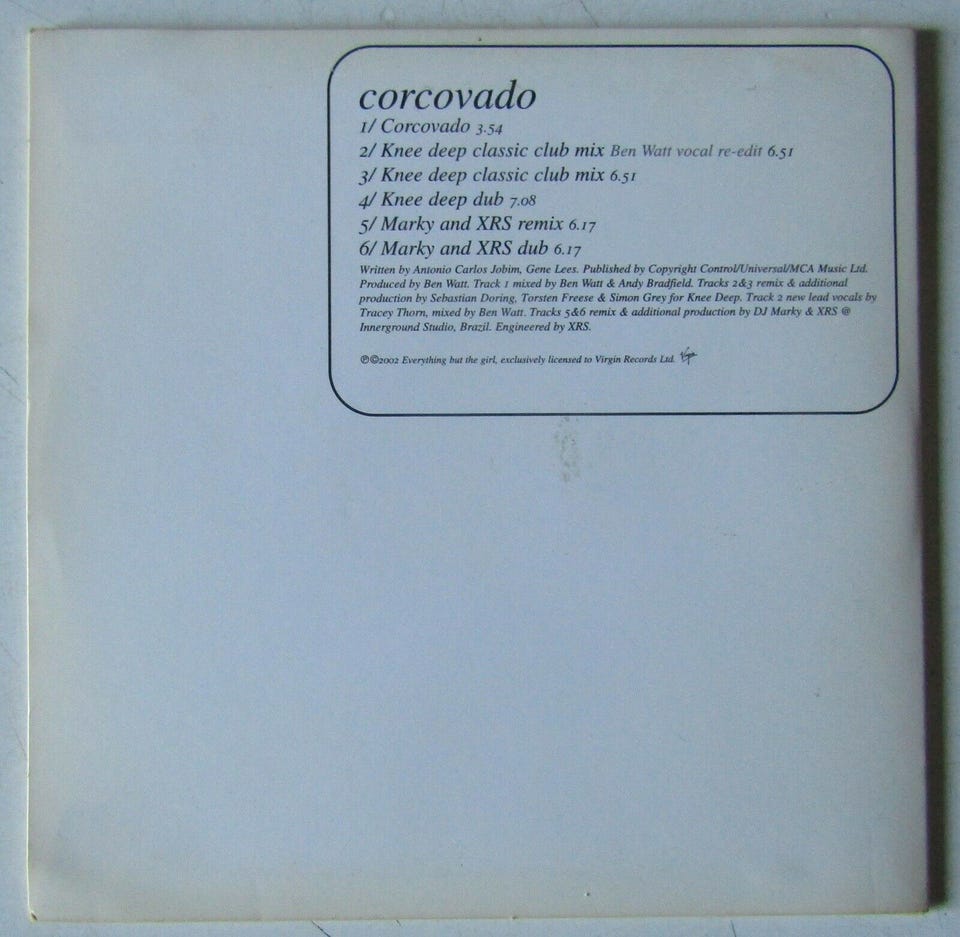 corcovado
1/ Corcovado 3.54
2/ Knee deep classic club mix Ben Watt vocal re-edit 6.51
3/ Knee deep classic club mix 6.51
4/ Knee deep dub 7.08
5/ Marky and XRS remix 6.17
6/ Marky and XRS dub 6.17
Written by Antonio Carlos Jobim, Gene Lees. Published by Copyright Control/Universal/MCA Music Ltd.
Produced by Ben Watt. Track 1 mixed by Ben Watt & Andy Bradfield. Tracks 2&3 remix & additional
production by Sebastian Doring, Torsten Freese & Simon Grey for Knee Deep. Track 2 new lead vocals by
Tracey Thorn, mixed by Ben Watt. Tracks 5&6 remix & additional production by DJ Marky & XRS @
Innerground Studio, Brazil. Engineered by XRS.
℗©2002 Everything but the girl, exclusively licensed to Virgin Records Ltd. Virgin